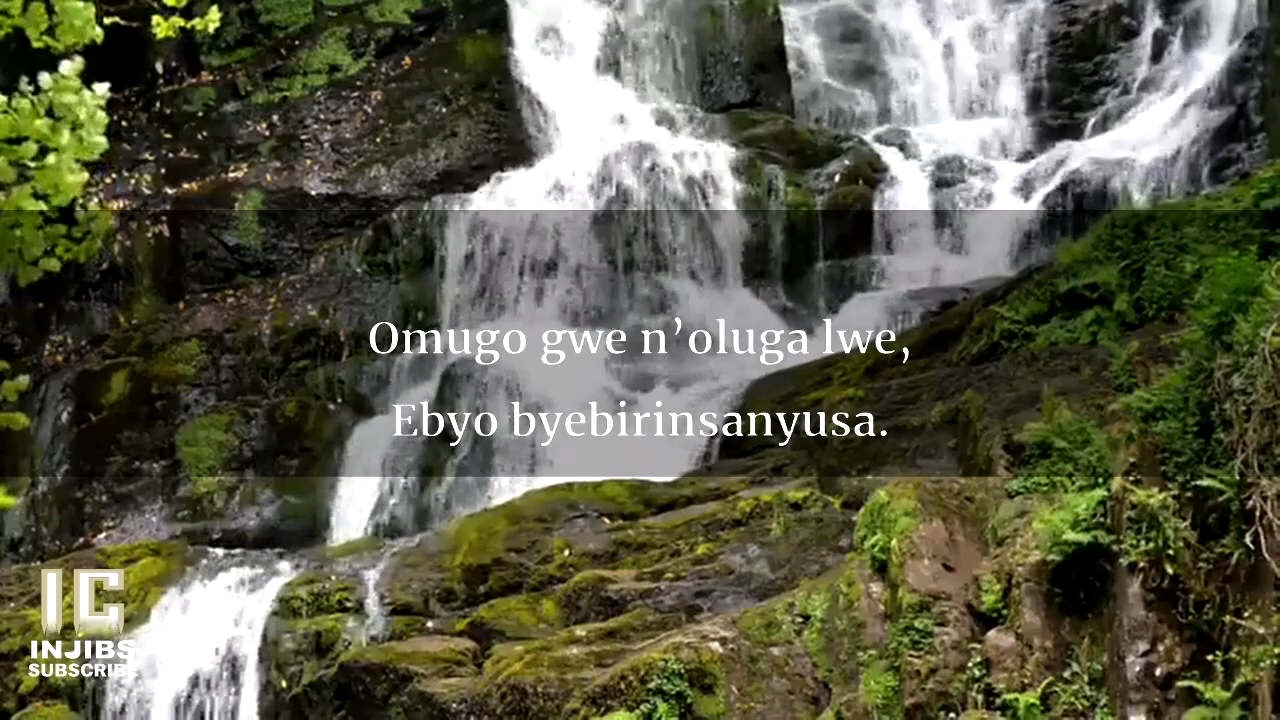 Omugo gwe n’oluga lwe,
Ebyo byebirinsanyusa.
IC
INJIBS
SUBSCRIBE